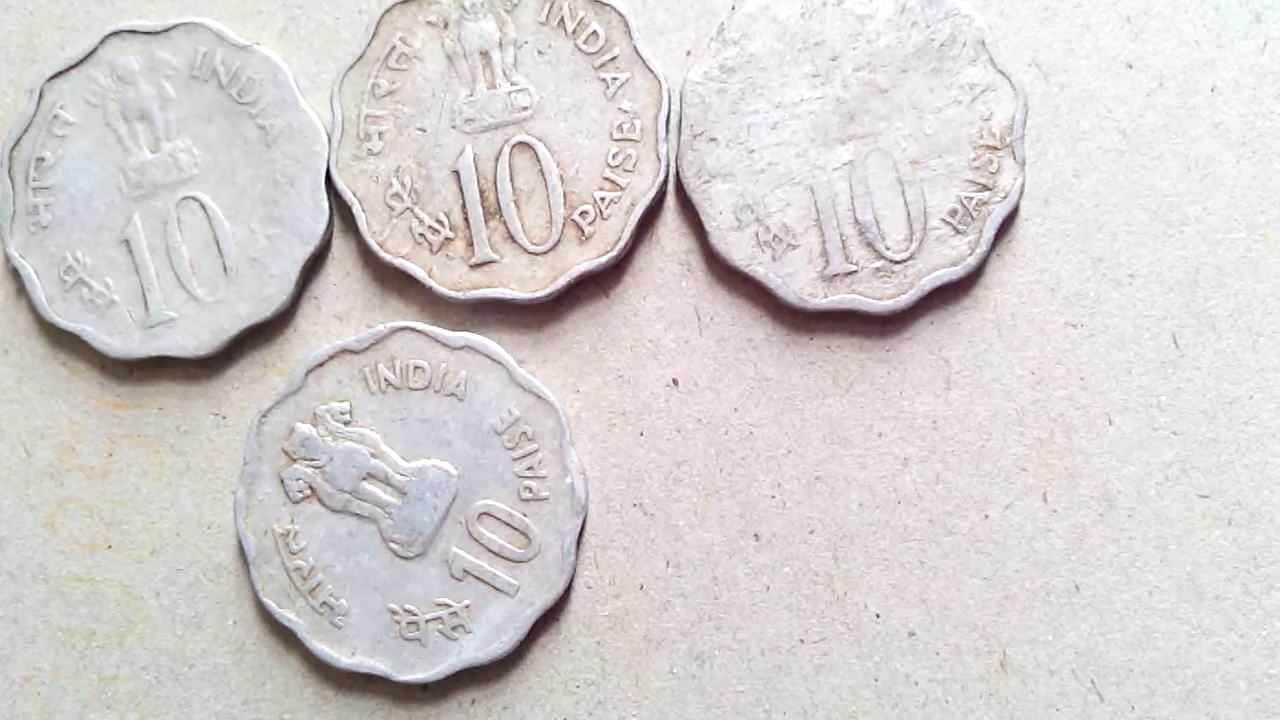 भारत INDIA
10
पैसे
भारत INDIA
पैसे 10 PAISE
10 PAISE
INDIA
PAISE
भारत
पैसे 10